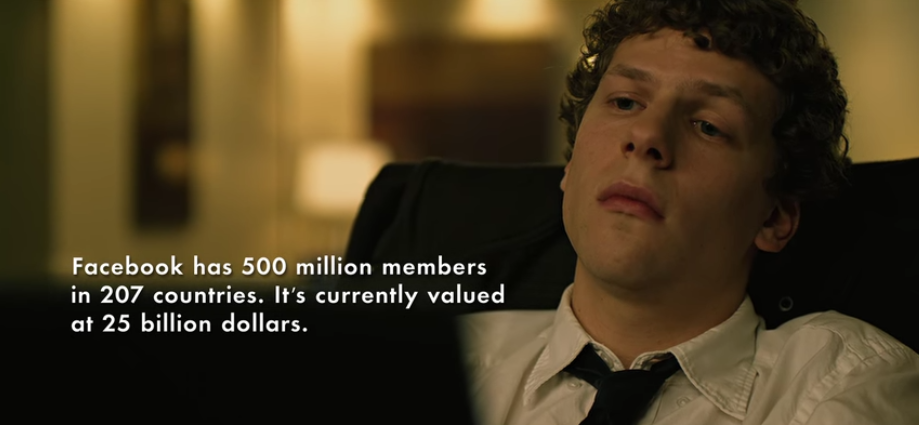 Facebook has 500 million members
in 207 countries. It's currently valued
at 25 billion dollars.